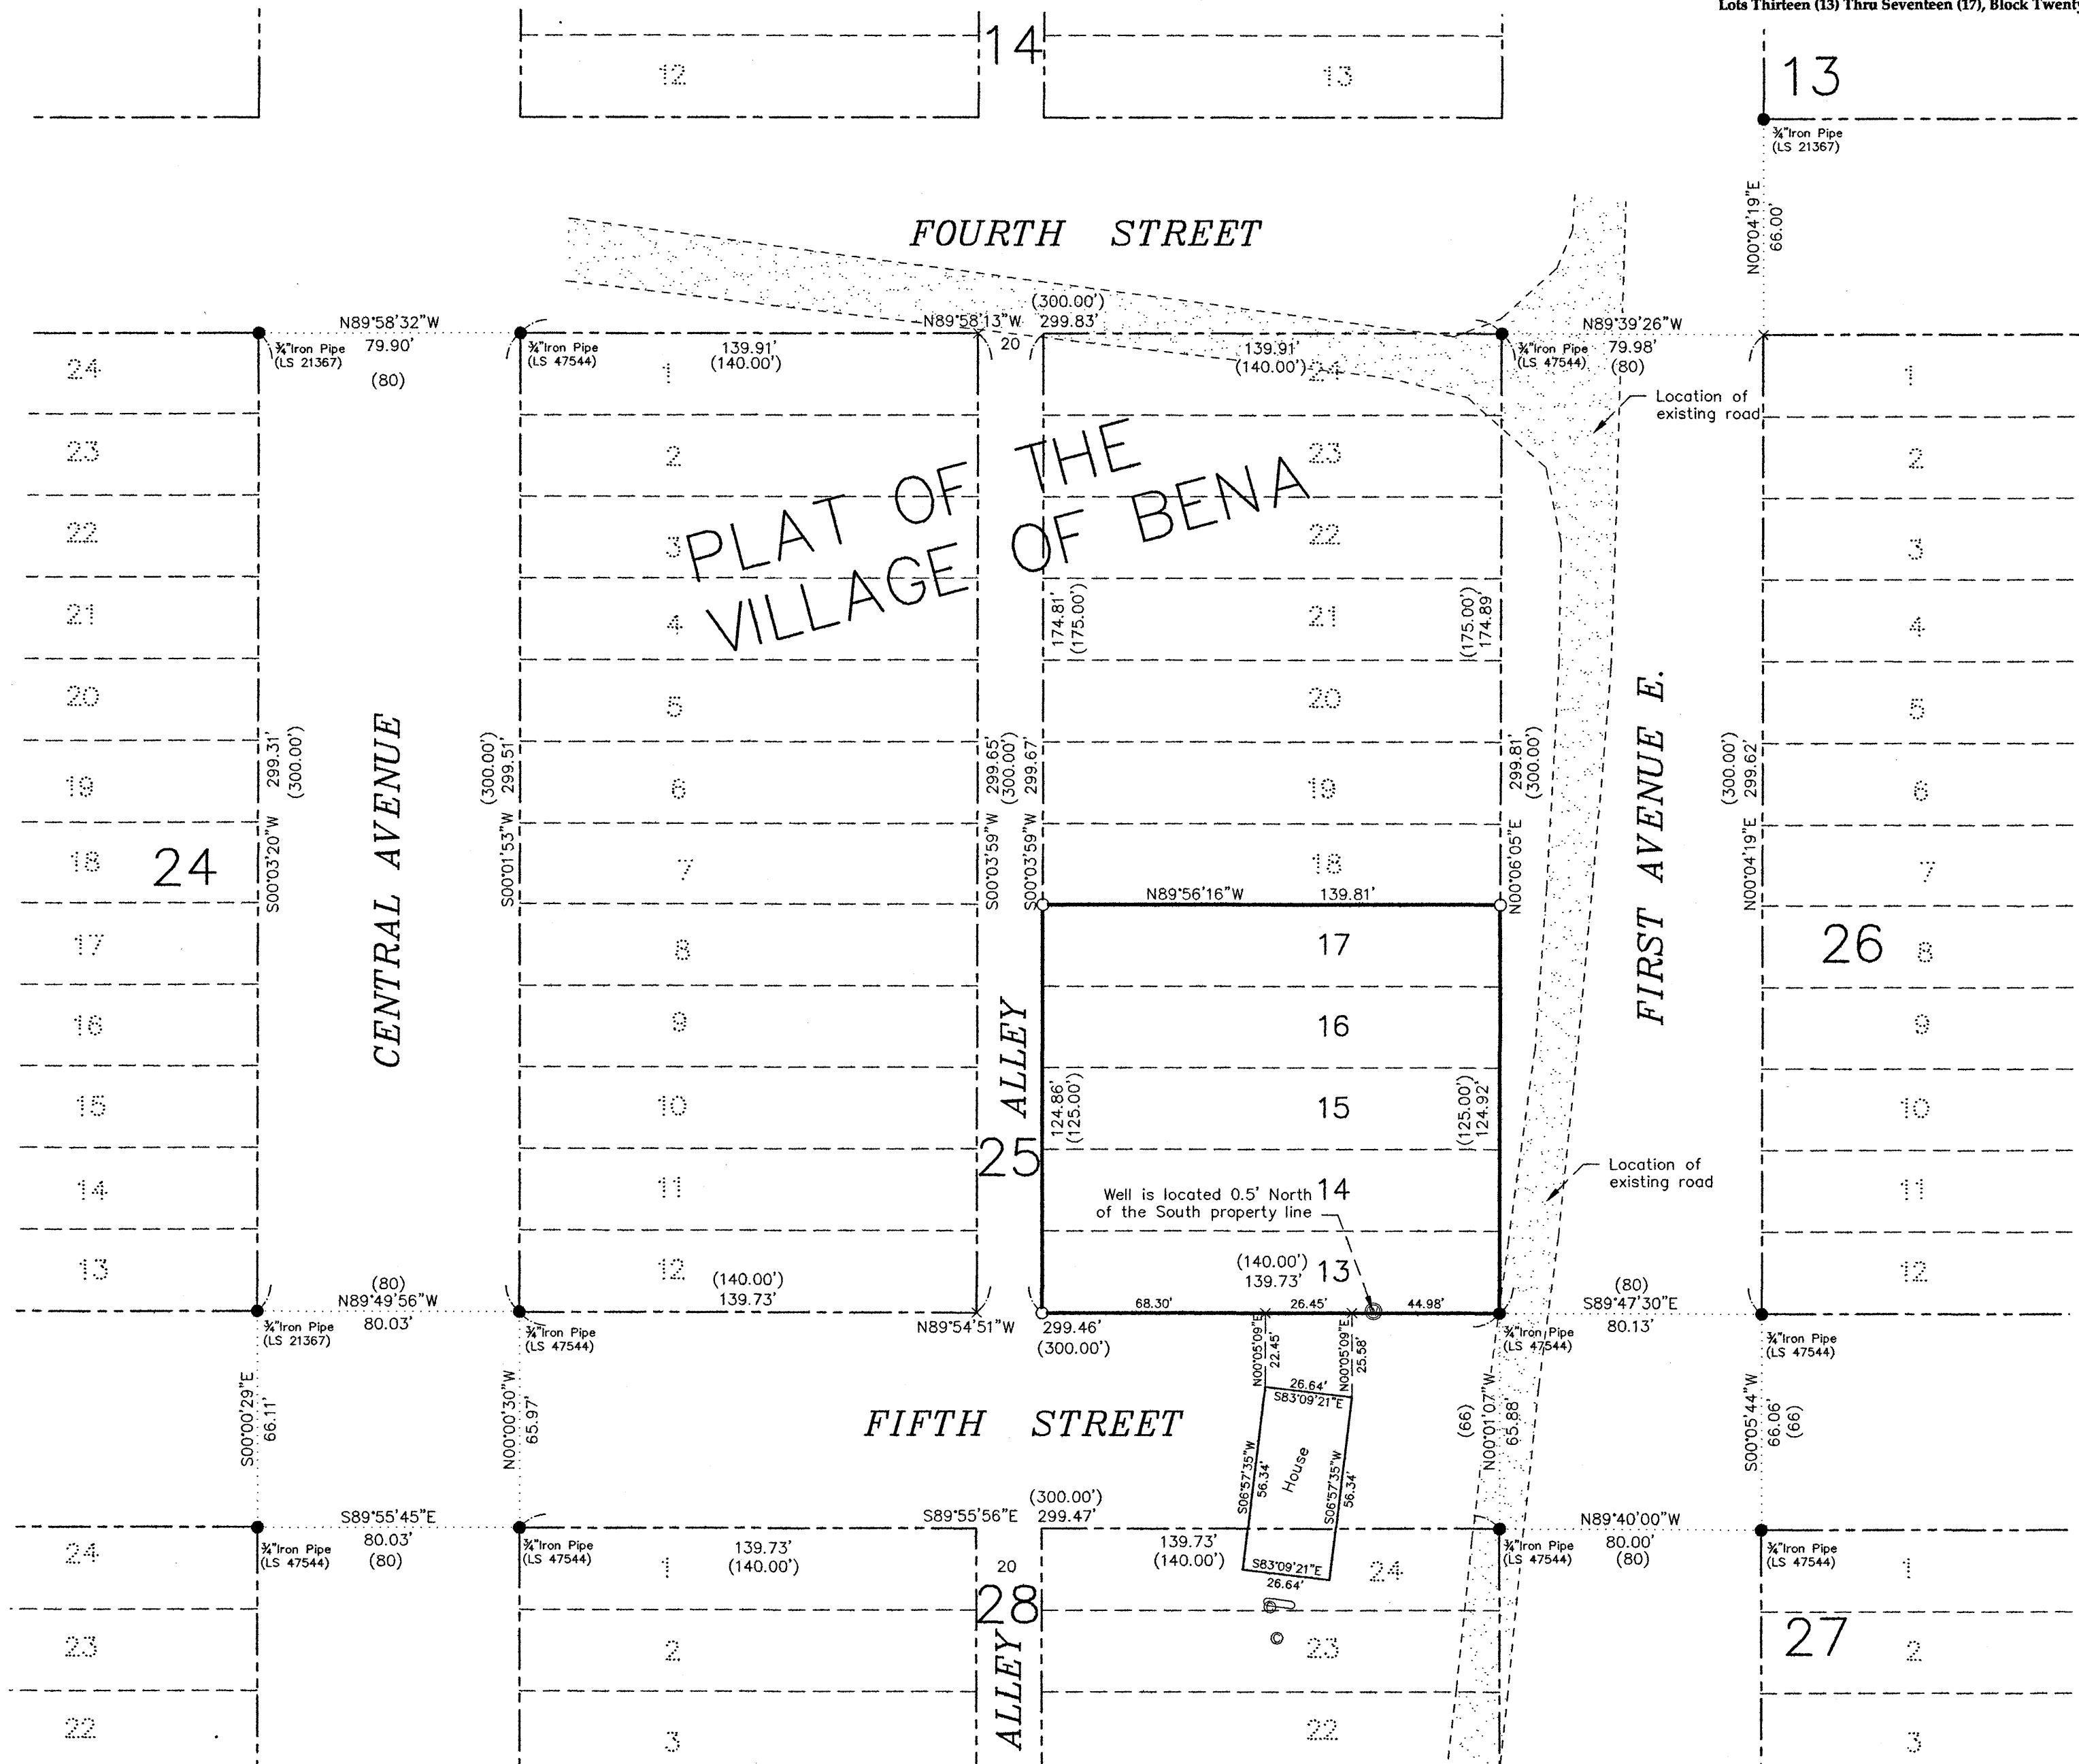 Lots Thirteen (13) Thru Seventeen (17), Block Twenty
14
12
13
13
¾"Iron Pipe
(LS 21367)
N00°04'19"E
66.00'
FOURTH STREET
(300.00')
N89°58'32"W
N89°58'13"W 299.83'
N89°39'26"W
¾"Iron Pipe
(LS 21367)
79.90'
(80)
¾"Iron Pipe
(LS 47544)
139.91'
(140.00')
20
139.91'
(140.00')
¾"Iron Pipe
(LS 47544)
79.98'
(80)
Location of
existing road
24
1
24
1
23
2
23
2
22
3
22
3
21
4
21
4
20
5
20
5
19
6
19
6
18
7
18
7
PLAT OF THE
VILLAGE OF BENA
174.81'
(175.00')
(175.00')
174.89'
CENTRAL AVENUE
FIRST AVENUE E.
299.31'
(300.00')
S00°03'20"W
(300.00')
299.51'
S00°01'53"W
299.65'
(300.00')
299.67'
S00°03'59"W
S00°03'59"W
299.81'
(300.00')
N00°06'05"E
(300.00')
299.62'
N00°04'19"E
24
26
N89°56'16"W 139.81'
17
8
17
8
16
9
16
9
15
10
15
10
14
11
14
11
13
12
13
12
ALLEY
25
124.86'
(125.00')
(125.00')
124.92'
Well is located 0.5' North
of the South property line
Location of
existing road
(80)
N89°49'56"W
80.03'
(140.00')
139.73'
(140.00')
139.73'
(80)
S89°47'30"E
80.13'
68.30'
26.45'
44.98'
¾"Iron Pipe
(LS 21367)
¾"Iron Pipe
(LS 47544)
N89°54'51"W
299.46'
(300.00')
¾"Iron Pipe
(LS 47544)
¾"Iron Pipe
(LS 47544)
S00°00'29"E
66.11'
N00°00'30"W
65.97'
N00°05'09"E
22.45'
N00°05'09"E
25.58'
26.64'
S83°09'21"E
FIFTH STREET
S06°57'35"W
56.34'
House
S06°57'35"W
56.34'
(66)
N00°01'07"W
65.88'
S00°05'44"W
66.06'
(66)
S89°55'45"E
80.03'
(80)
(300.00')
S89°55'56"E 299.47'
N89°40'00"W
80.00'
(80)
¾"Iron Pipe
(LS 47544)
¾"Iron Pipe
(LS 47544)
139.73'
(140.00')
139.73'
(140.00')
S83°09'21"E
26.64'
¾"Iron Pipe
(LS 47544)
¾"Iron Pipe
(LS 47544)
20
28
ALLEY
27
24
1
24
1
23
2
23
2
22
3
22
3